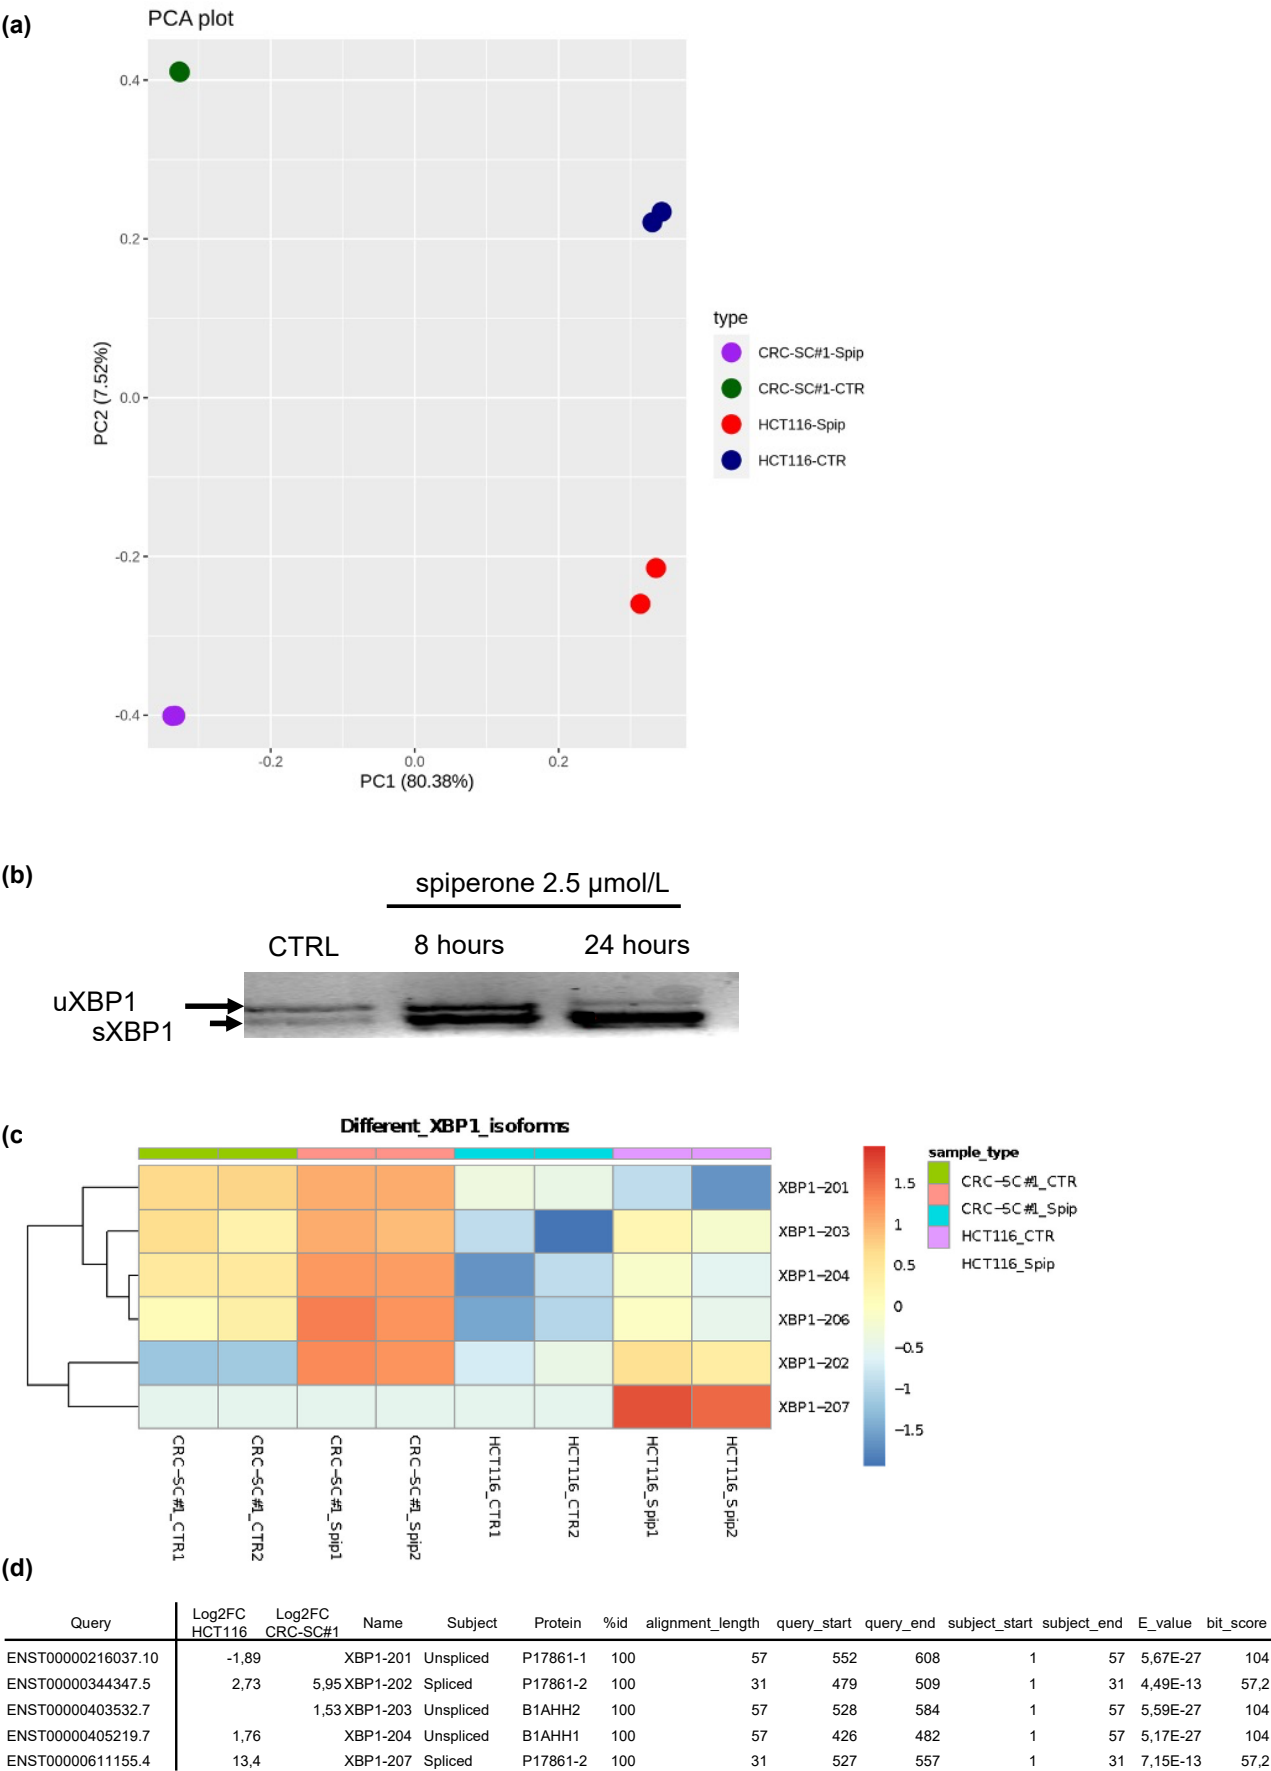 (a)
PCA plot
0.4
0.2
0.0
-0.2
-0.4
PC2 (7.52%)
-0.2
0.0
0.2
PC1 (80.38%)
type
CRC-SC#1-Spip
CRC-SC#1-CTR
HCT116-Spip
HCT116-CTR
(b)
spiperone 2.5 µmol/L
CTRL
8 hours
24 hours
uXBP1
sXBP1
(c
Different_XBP1_isoforms
XBP1-201
XBP1-203
XBP1-204
XBP1-206
XBP1-202
XBP1-207
1.5
1
0.5
0
-0.5
-1
-1.5
sample_type
CRC-SC#1_CTR
CRC-SC#1_Spip
HCT116_CTR
HCT116_Spip
CRC-SC#1_CTR1
CRC-SC#1_CTR2
CRC-SC#1_Spip1
CRC-SC#1_Spip2
HCT116_CTR1
HCT116_CTR2
HCT116_Spip1
HCT116_Spip2
(d)
Query Log2FC HCT116 Log2FC CRC-SC#1 Name Subject Protein %id alignment_length query_start query_end subject_start subject_end E_value bit_score
ENST00000216037.10 -1,89 XBP1-201 Unspliced P17861-1 100 57 552 608 1 57 5,67E-27 104
ENST00000344347.5 2,73 5,95 XBP1-202 Spliced P17861-2 100 31 479 509 1 31 4,49E-13 57,2
ENST00000403532.7 1,53 XBP1-203 Unspliced B1AHH2 100 57 528 584 1 57 5,59E-27 104
ENST00000405219.7 1,76 XBP1-204 Unspliced B1AHH1 100 57 426 482 1 57 5,17E-27 104
ENST00000611155.4 13,4 XBP1-207 Spliced P17861-2 100 31 527 557 1 31 7,15E-13 57,2